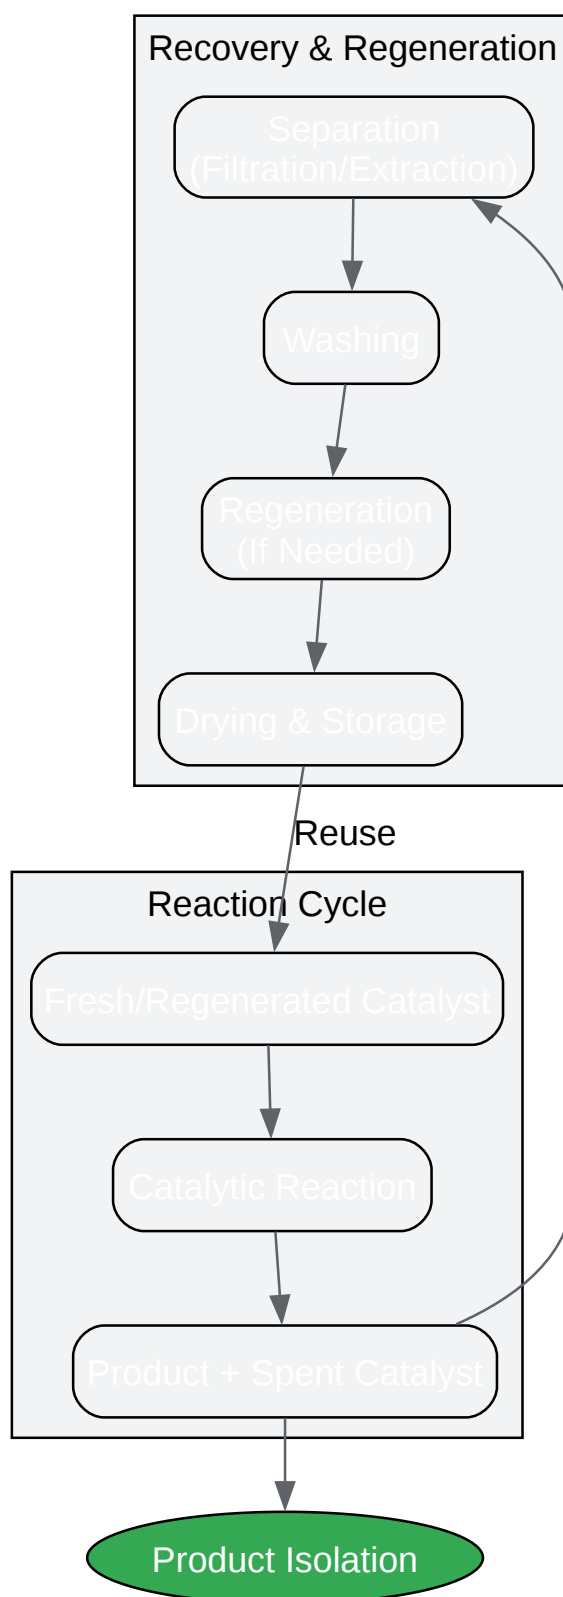 Recovery & Regeneration
Separation
(Filtration/Extraction)
Washing
Regeneration
(If Needed)
Drying & Storage
Reuse
Reaction Cycle
Fresh/Regenerated Catalyst
Catalytic Reaction
Product + Spent Catalyst
Product Isolation